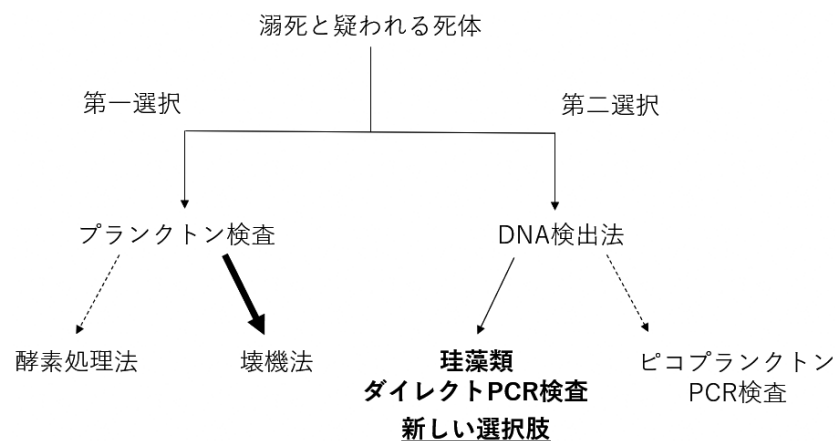 溺死と疑われる死体
第一選択
第二選択
プランクトン検査
DNA検出法
酵素処理法
壊機法
珪藻類
ダイレクトPCR検査
新しい選択肢
ピコプランクトン
PCR検査